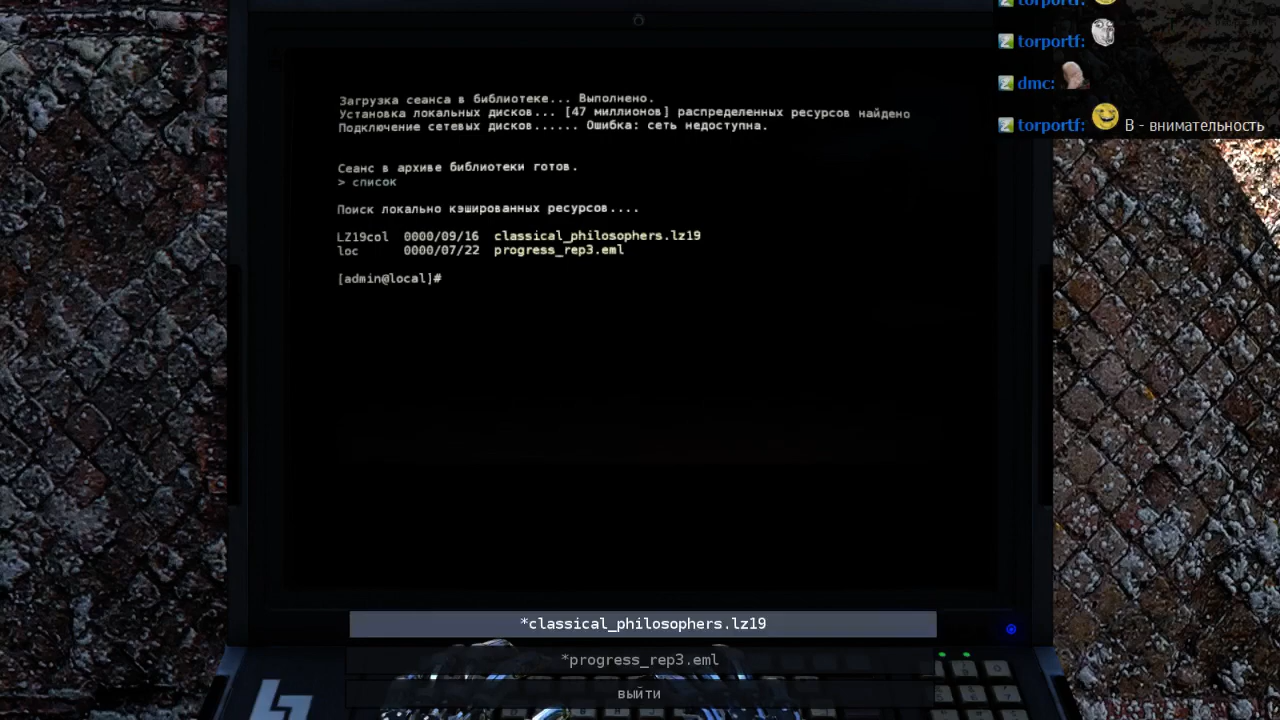 Загрузка сеанса в библиотеке... Выполнено.
Установка локальных дисков... [47 миллионов] распределенных ресурсов найдено
Подключение сетевых дисков...... Ошибка: сеть недоступна.
Сеанс в архиве библиотеки готов.
> список
Поиск локально кэшированных ресурсов....
LZ19col 0000/09/16 classical_philosophers.lz19
loc 0000/07/22 progress_rep3.eml
[admin@local]#
*classical_philosophers.lz19
*progress_rep3.eml
выйти
torportf:
torportf:
dmc:
torportf: В - внимательность